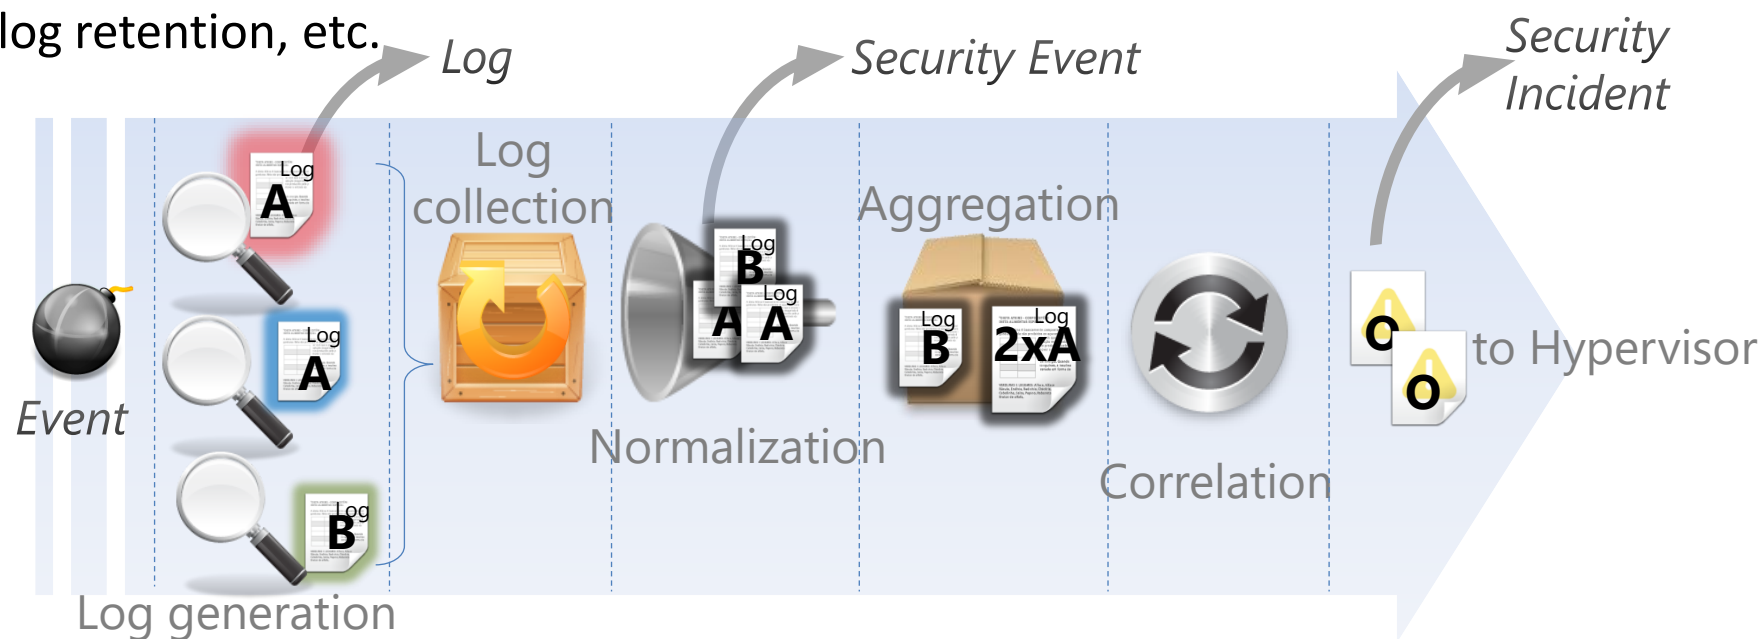 log retention, etc.
Log
Security Event
Security
Incident
Log
A
Log
collection
Aggregation
Log
B
Log
A
A
Log
B
Log
2xA
Event
Log
A
O
O
to Hypervisor
Normalization
Correlation
Log
B
Log generation